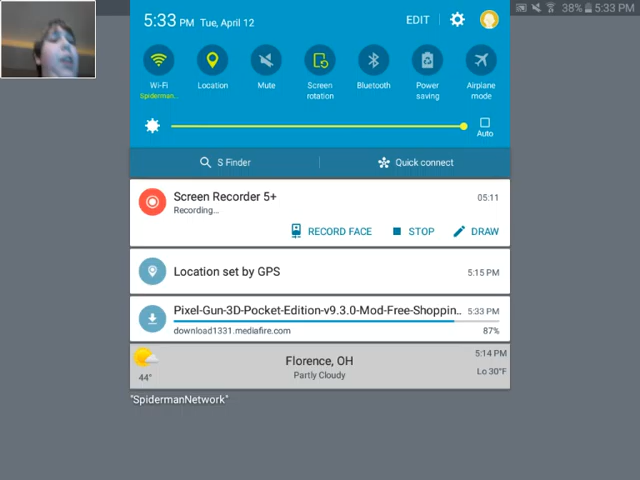 5:33 PM Tue, April 12 EDIT
38% 5:33 PM
Wi-Fi Location Mute Screen rotation Bluetooth Power saving Airplane mode
Spiderman...
Auto
S Finder Quick connect
Screen Recorder 5+ 05:11
Recording...
RECORD FACE STOP DRAW
Location set by GPS 5:15 PM
Pixel-Gun-3D-Pocket-Edition-v9.3.0-Mod-Free-Shoppin.. 5:33 PM
download1331.mediafire.com 87%
Florence, OH 5:14 PM
44° Partly Cloudy Lo 30°F
"SpidermanNetwork"